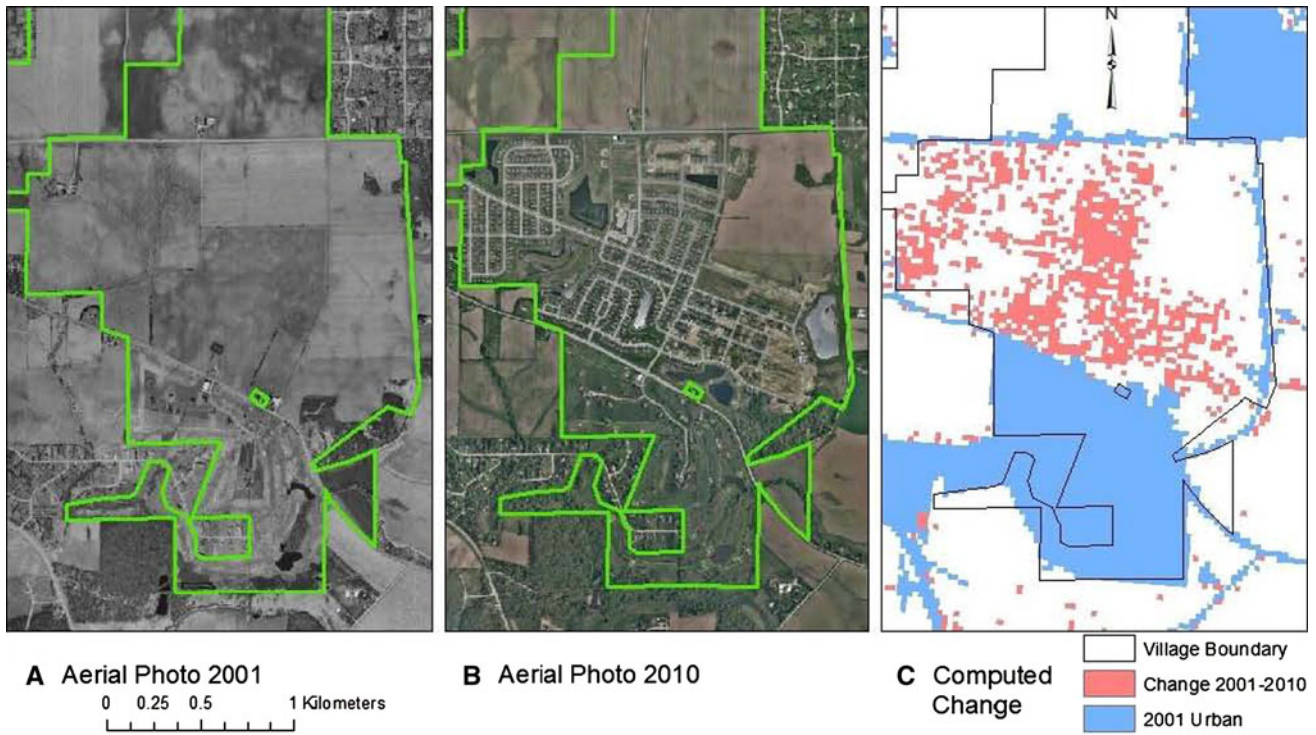 N
A Aerial Photo 2001
0 0.25 0.5 1 Kilometers
B Aerial Photo 2010
C Computed
Change
Village Boundary
Change 2001-2010
2001 Urban